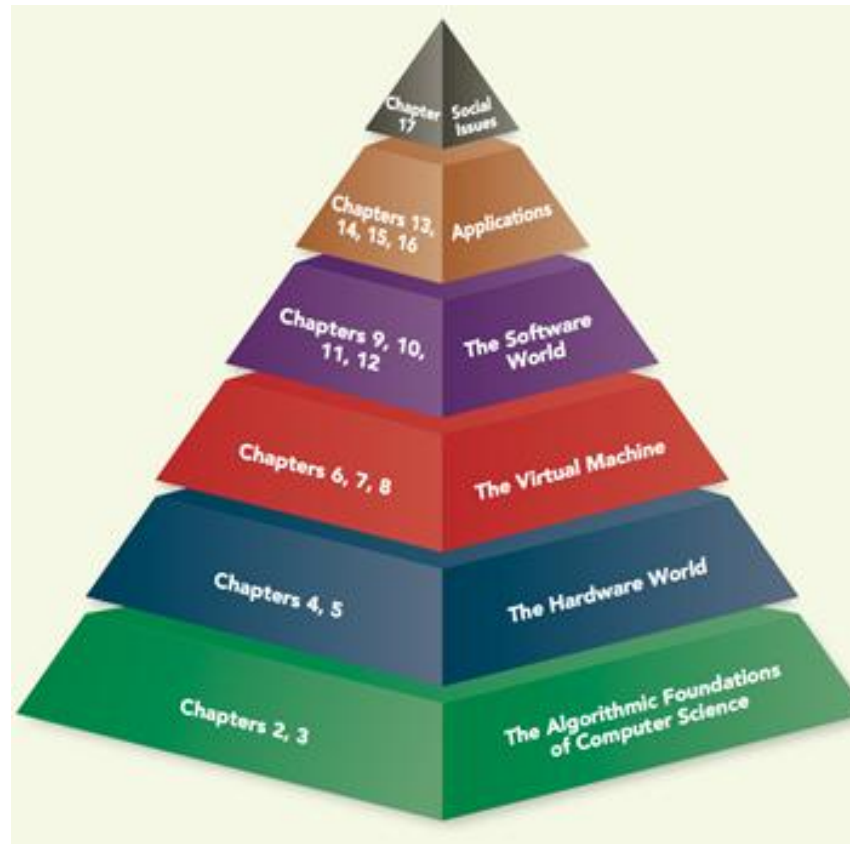 Chapter
17
Social
Issues
Chapters 13,
14, 15, 16
Applications
Chapters 9, 10,
11, 12
The Software
World
Chapters 6, 7, 8
The Virtual Machine
Chapters 4, 5
The Hardware World
Chapters 2, 3
The Algorithmic Foundations
of Computer Science